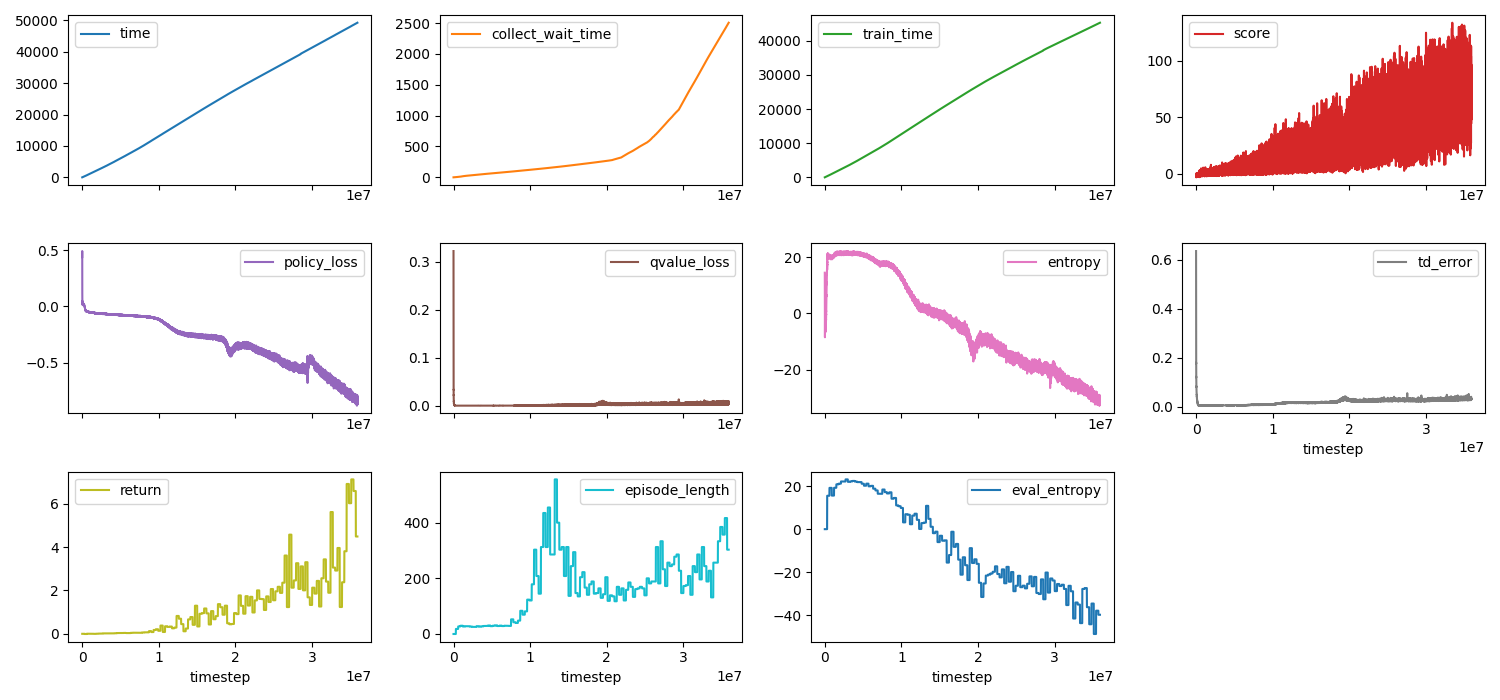 50000
40000
30000
20000
10000
0
time
1e7
2500
2000
1500
1000
500
0
collect_wait_time
1e7
40000
30000
20000
10000
0
train_time
1e7
100
50
0
score
1e7
0.5
0.0
−0.5
policy_loss
1e7
0.3
0.2
0.1
0.0
qvalue_loss
1e7
20
0
−20
entropy
1e7
0.6
0.4
0.2
0.0
td_error
0 1 2 3
timestep
1e7
6
4
2
0
return
0 1 2 3
timestep
1e7
400
200
0
episode_length
0 1 2 3
timestep
1e7
20
0
−20
−40
eval_entropy
0 1 2 3
timestep
1e7